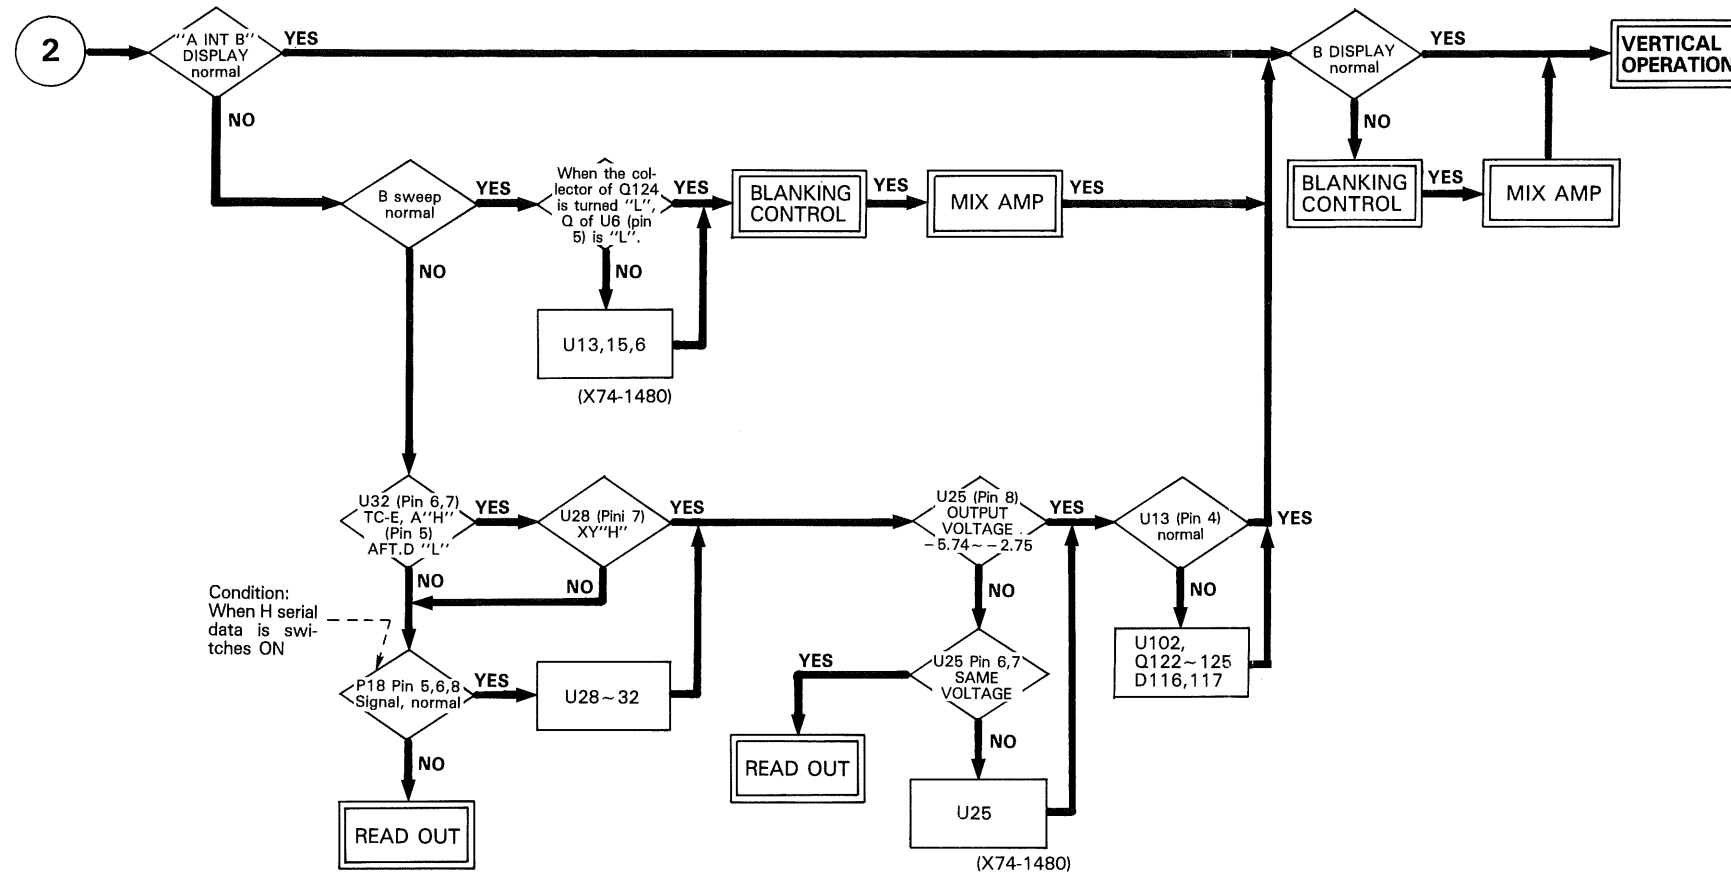 2
"A INT B"
DISPLAY
normal
YES
NO
B DISPLAY
normal
YES
NO
VERTICAL
OPERATION
BLANKING
CONTROL
YES
MIX AMP
B sweep
normal
YES
NO
When the col-
lector of Q124
is turned "L",
Q of U6 (pin
5) is "L".
YES
NO
U13,15,6
(X74-1480)
BLANKING
CONTROL
YES
MIX AMP
YES
U32 (Pin 6,7)
TC-E, A"H"
(Pin 5)
AFT.D "L"
YES
NO
U28 (Pini 7)
XY"H"
YES
NO
Condition:
When H serial
data is swi-
tches ON
P18 Pin 5,6,8
Signal, normal
YES
NO
U28~32
READ OUT
U25 (Pin 8)
OUTPUT
VOLTAGE
-5.74~-2.75
YES
NO
U25 Pin 6,7
SAME
VOLTAGE
YES
NO
READ OUT
U25
(X74-1480)
U13 (Pin 4)
normal
YES
NO
U102,
Q122~125
D116,117